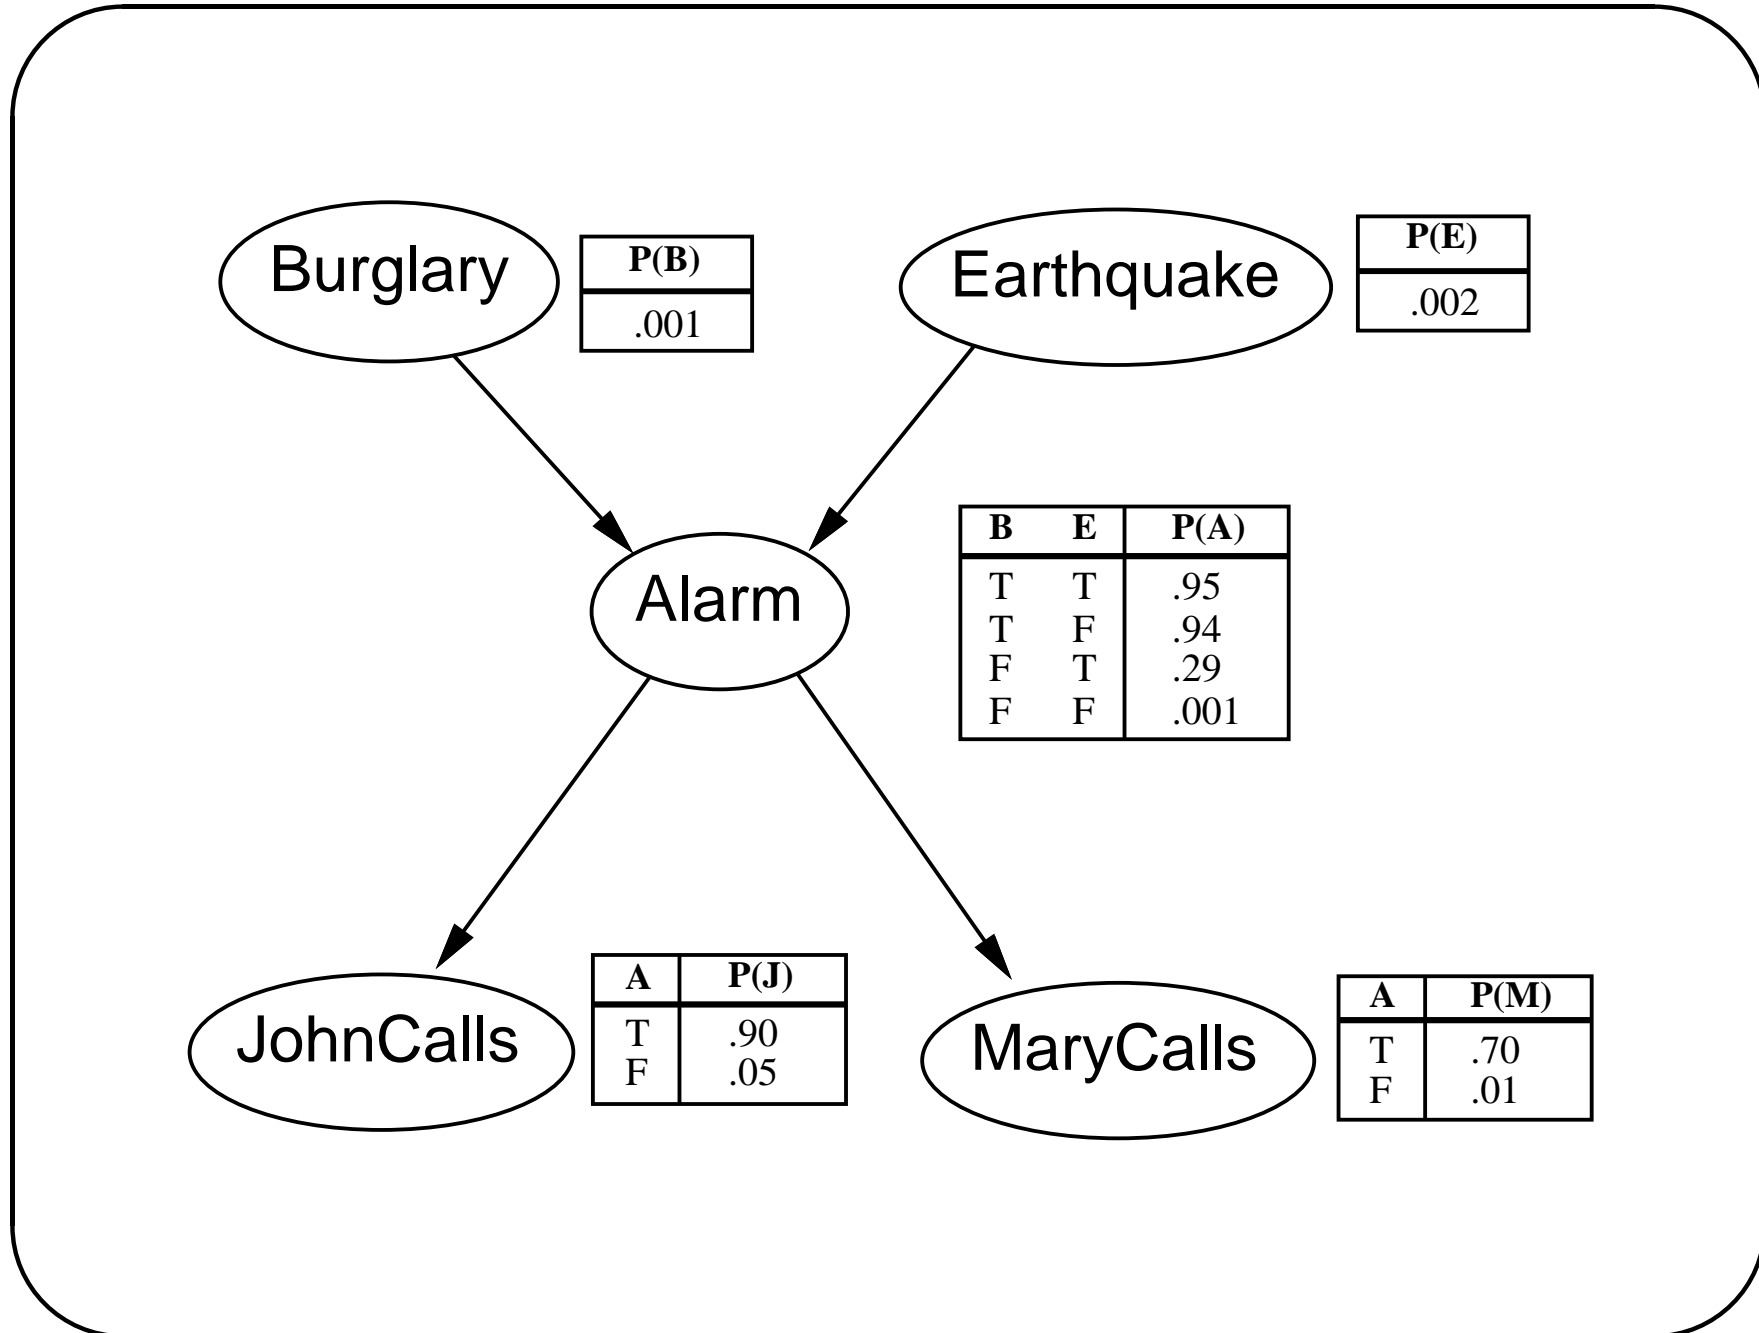 Burglary
P(B)
.001
Earthquake
P(E)
.002
Alarm
B E P(A)
T T .95
T F .94
F T .29
F F .001
JohnCalls
A P(J)
T .90
F .05
MaryCalls
A P(M)
T .70
F .01